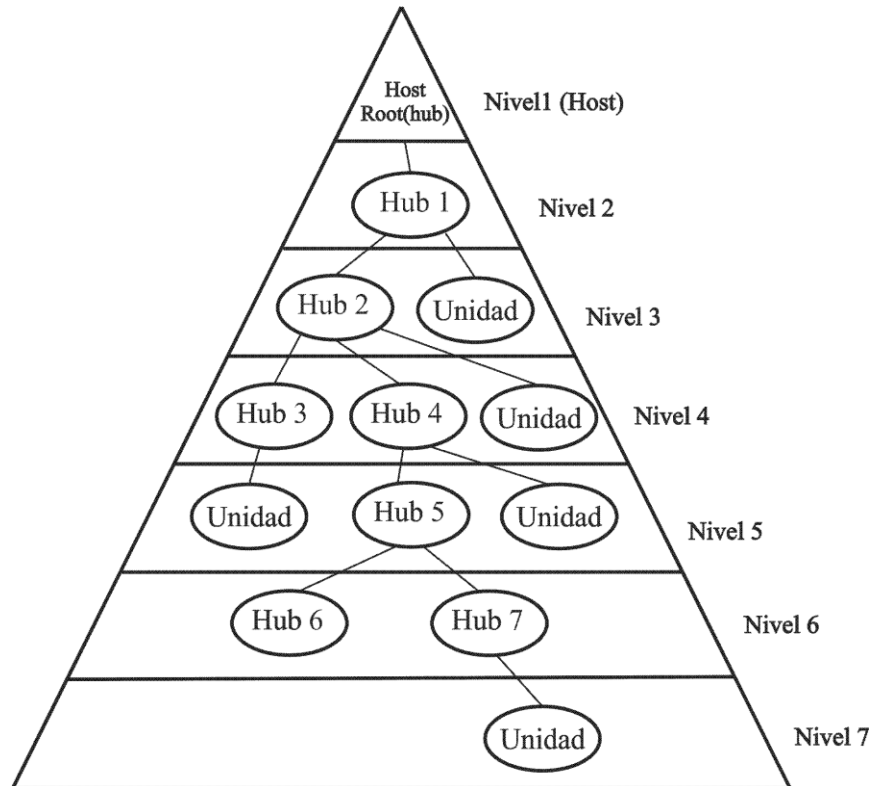 Host
Root(hub)
Nivel1 (Host)
Hub 1
Nivel 2
Hub 2
Unidad
Nivel 3
Hub 3
Hub 4
Unidad
Nivel 4
Unidad
Hub 5
Unidad
Nivel 5
Hub 6
Hub 7
Nivel 6
Unidad
Nivel 7